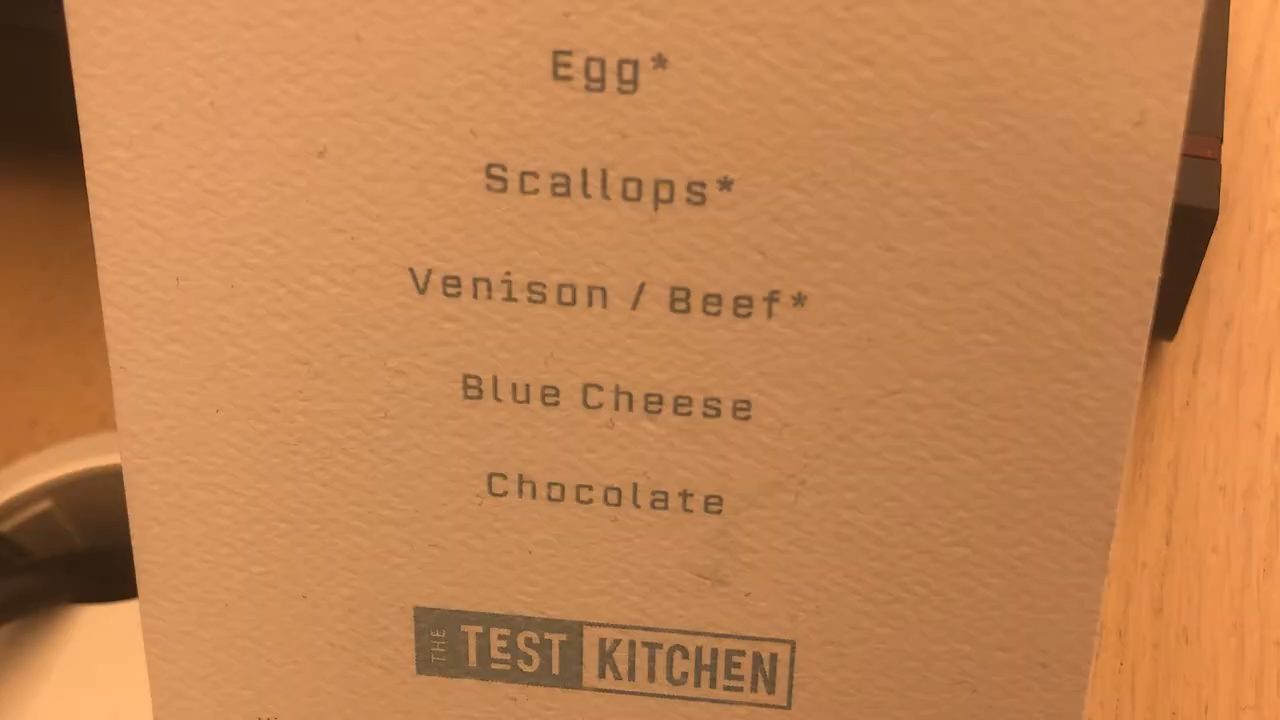 Egg*
Scallops*
Venison / Beef*
Blue Cheese
Chocolate
THE TEST KITCHEN